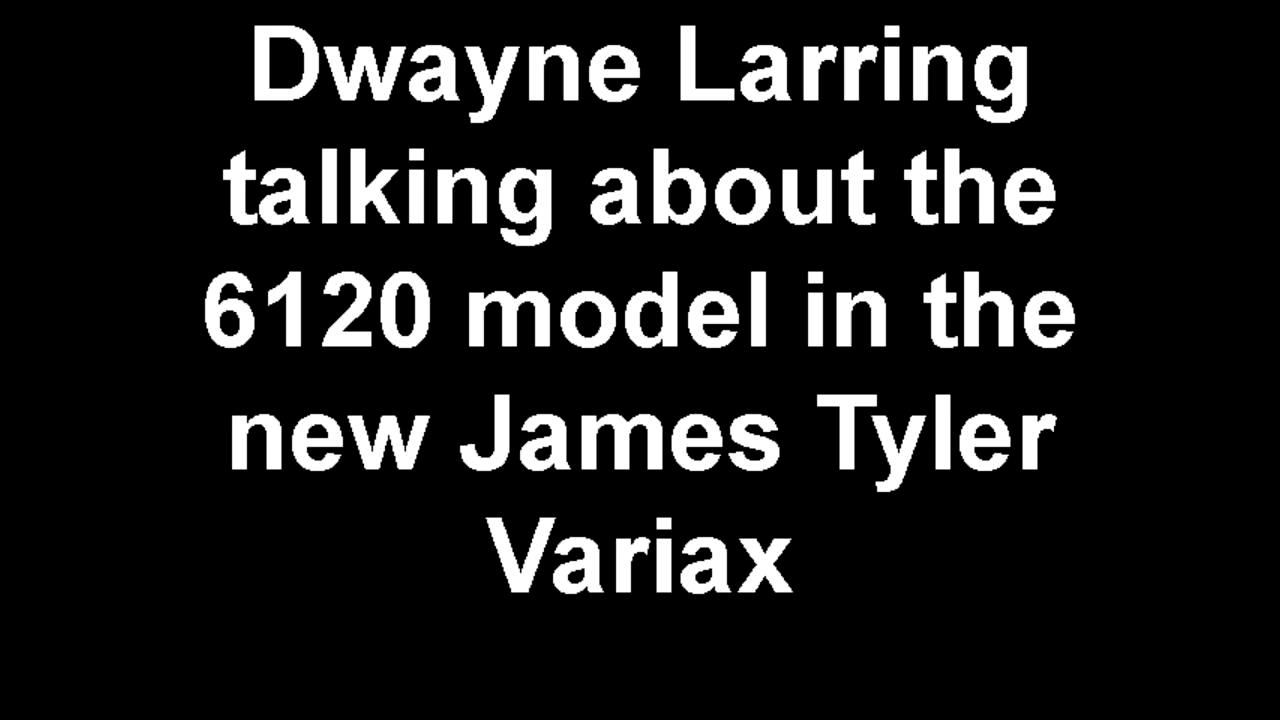 Dwayne Larring
talking about the
6120 model in the
new James Tyler
Variax